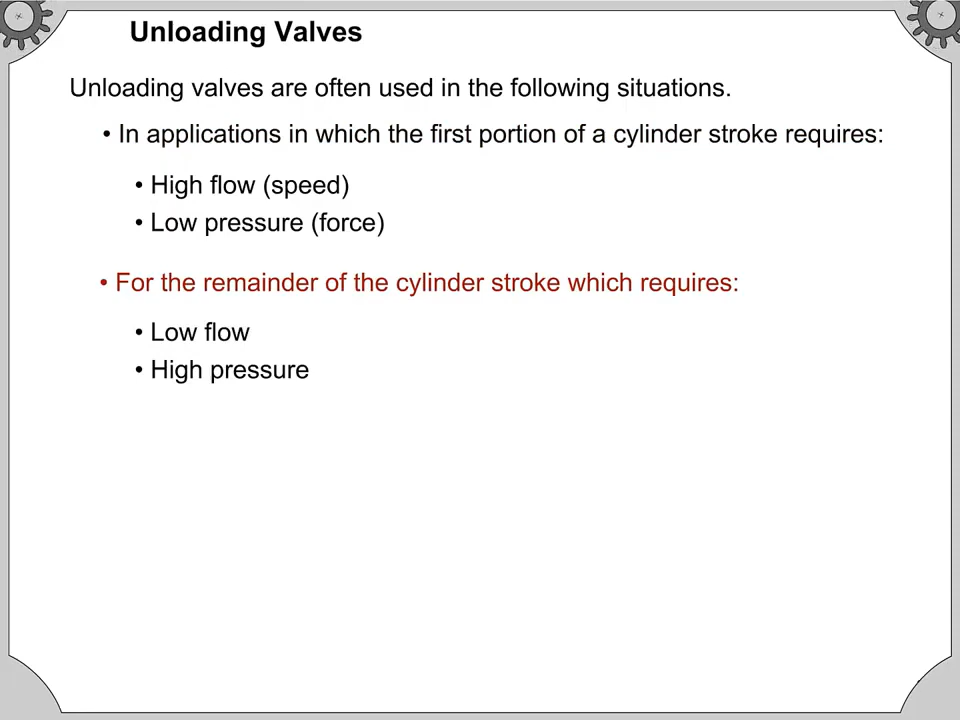 Unloading Valves
Unloading valves are often used in the following situations.
• In applications in which the first portion of a cylinder stroke requires:
• High flow (speed)
• Low pressure (force)
• For the remainder of the cylinder stroke which requires:
• Low flow
• High pressure